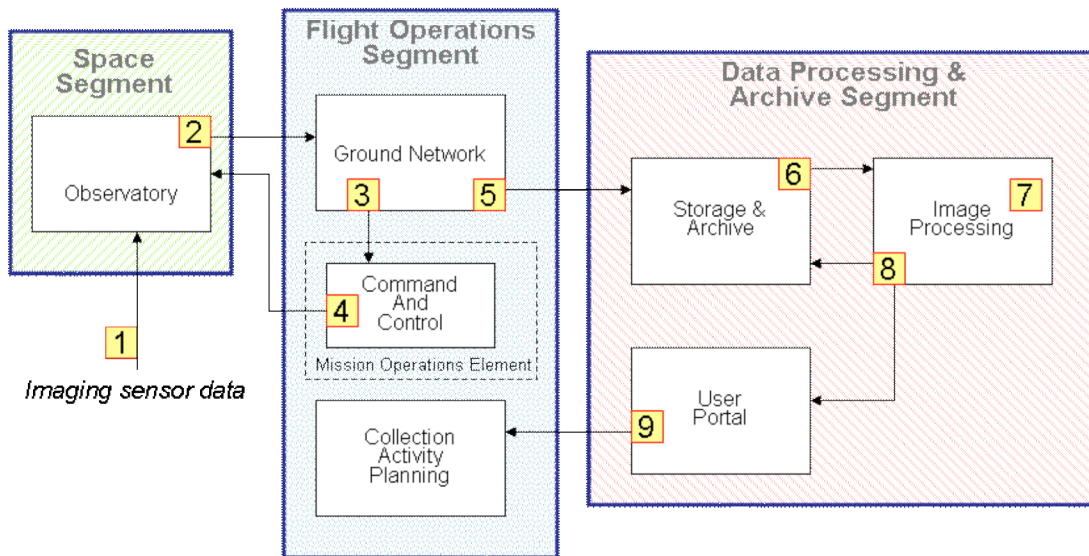 Space
Segment
2
Observatory
1
Imaging sensor data
Flight Operations
Segment
Ground Network
3
5
Command
And
Control
4
Mission Operations Element
Collection
Activity
Planning
Data Processing &
Archive Segment
6
Storage &
Archive
7
Image
Processing
8
User
Portal
9